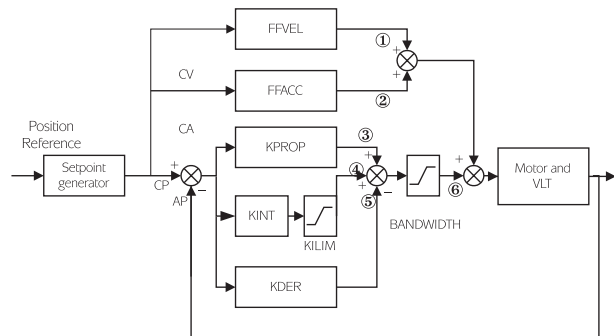 FFVEL
①
+
+
CV
FFACC
②
CA
Position
Reference
KPROP
③
+
④
+
Setpoint
generator
+
CP
AP
−
−
⑤
⑥
+
Motor and
VLT
BANDWIDTH
KINT
KILIM
KDER